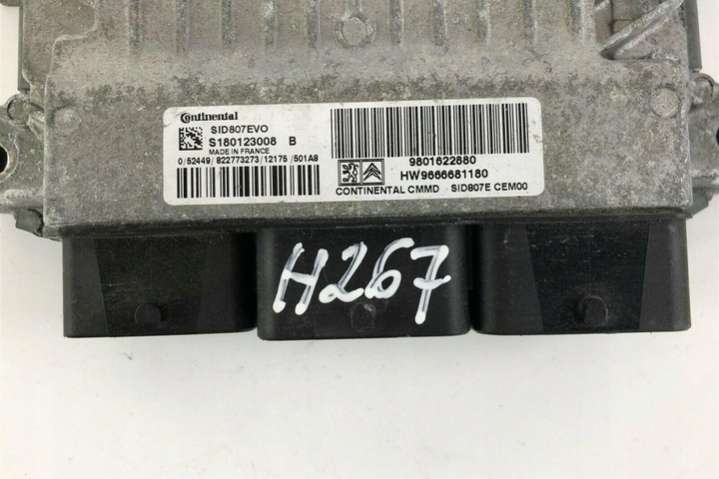 Continental
SID807EVO
S180123008 B
MADE IN FRANCE
0/52449/822773273/12175/501A8
9801622880
HW9666681180
CONTINENTAL CMMD SID807E CEM00
H267